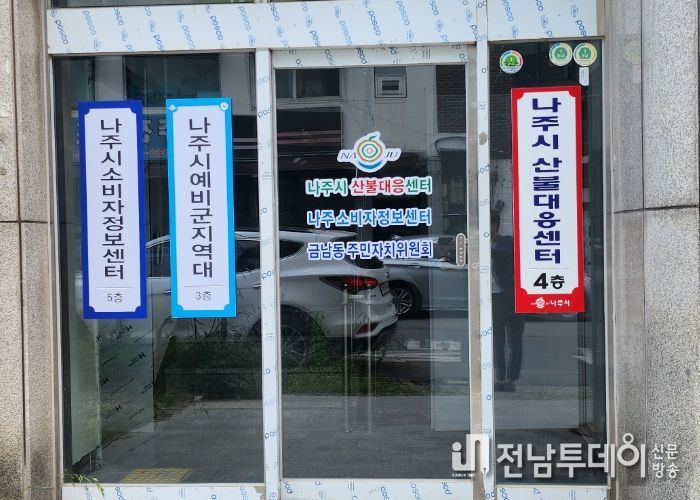 나주시소비자정보센터
5층
나주시예비군지역대
3층
NA JU
나주시 산불대응센터
나주소비자정보센터
금남동 주민자치위원회
나주시 산불대응센터
4층
나주시
posco
전남투데이
신문
방송